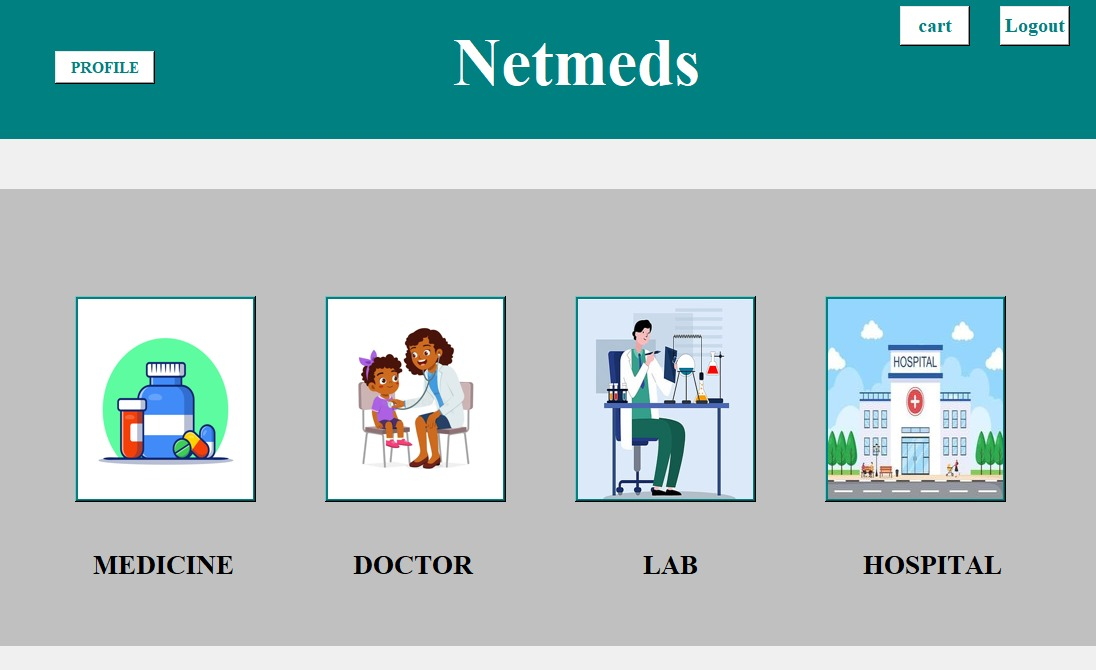 cart
Logout
PROFILE
Netmeds
HOSPITAL
MEDICINE
DOCTOR
LAB
HOSPITAL